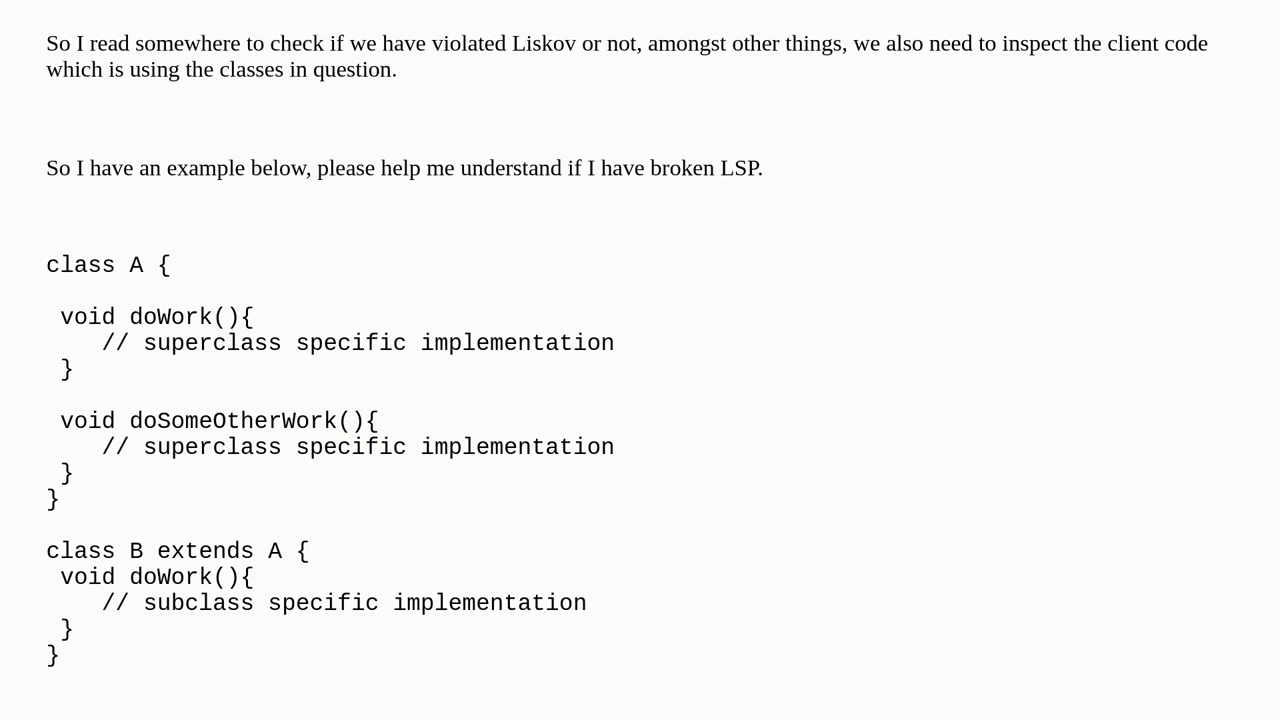 So I read somewhere to check if we have violated Liskov or not, amongst other things, we also need to inspect the client code
which is using the classes in question.
So I have an example below, please help me understand if I have broken LSP.
class A {
 void doWork(){
    // superclass specific implementation
 }
 void doSomeOtherWork(){
    // superclass specific implementation
 }
}
class B extends A {
 void doWork(){
    // subclass specific implementation
 }
}